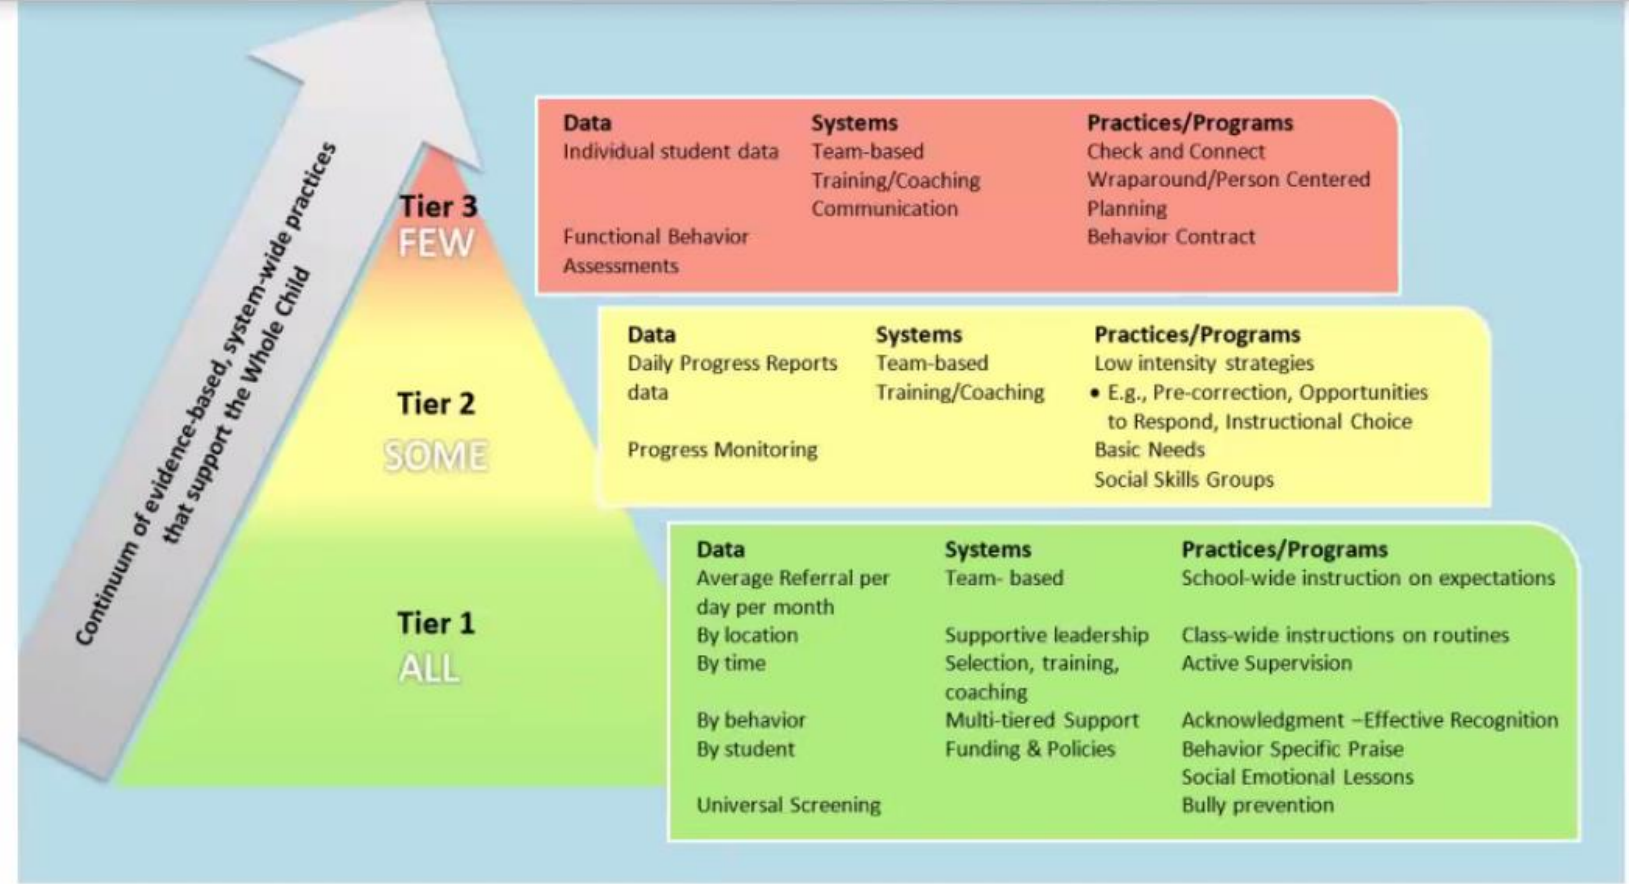 Continuum of evidence-based, system-wide practices
that support the Whole Child
Tier 3
FEW
Data Systems Practices/Programs
Individual student data Team-based Check and Connect
Training/Coaching Wraparound/Person Centered
Communication Planning
Functional Behavior Behavior Contract
Assessments
Tier 2
SOME
Data Systems Practices/Programs
Daily Progress Reports Team-based Low intensity strategies
data Training/Coaching • E.g., Pre-correction, Opportunities
to Respond, Instructional Choice
Progress Monitoring Basic Needs
Social Skills Groups
Tier 1
ALL
Data Systems Practices/Programs
Average Referral per Team- based School-wide instruction on expectations
day per month
By location Supportive leadership Class-wide instructions on routines
By time Selection, training, Active Supervision
coaching
By behavior Multi-tiered Support Acknowledgment –Effective Recognition
By student Funding & Policies Behavior Specific Praise
Social Emotional Lessons
Universal Screening Bully prevention